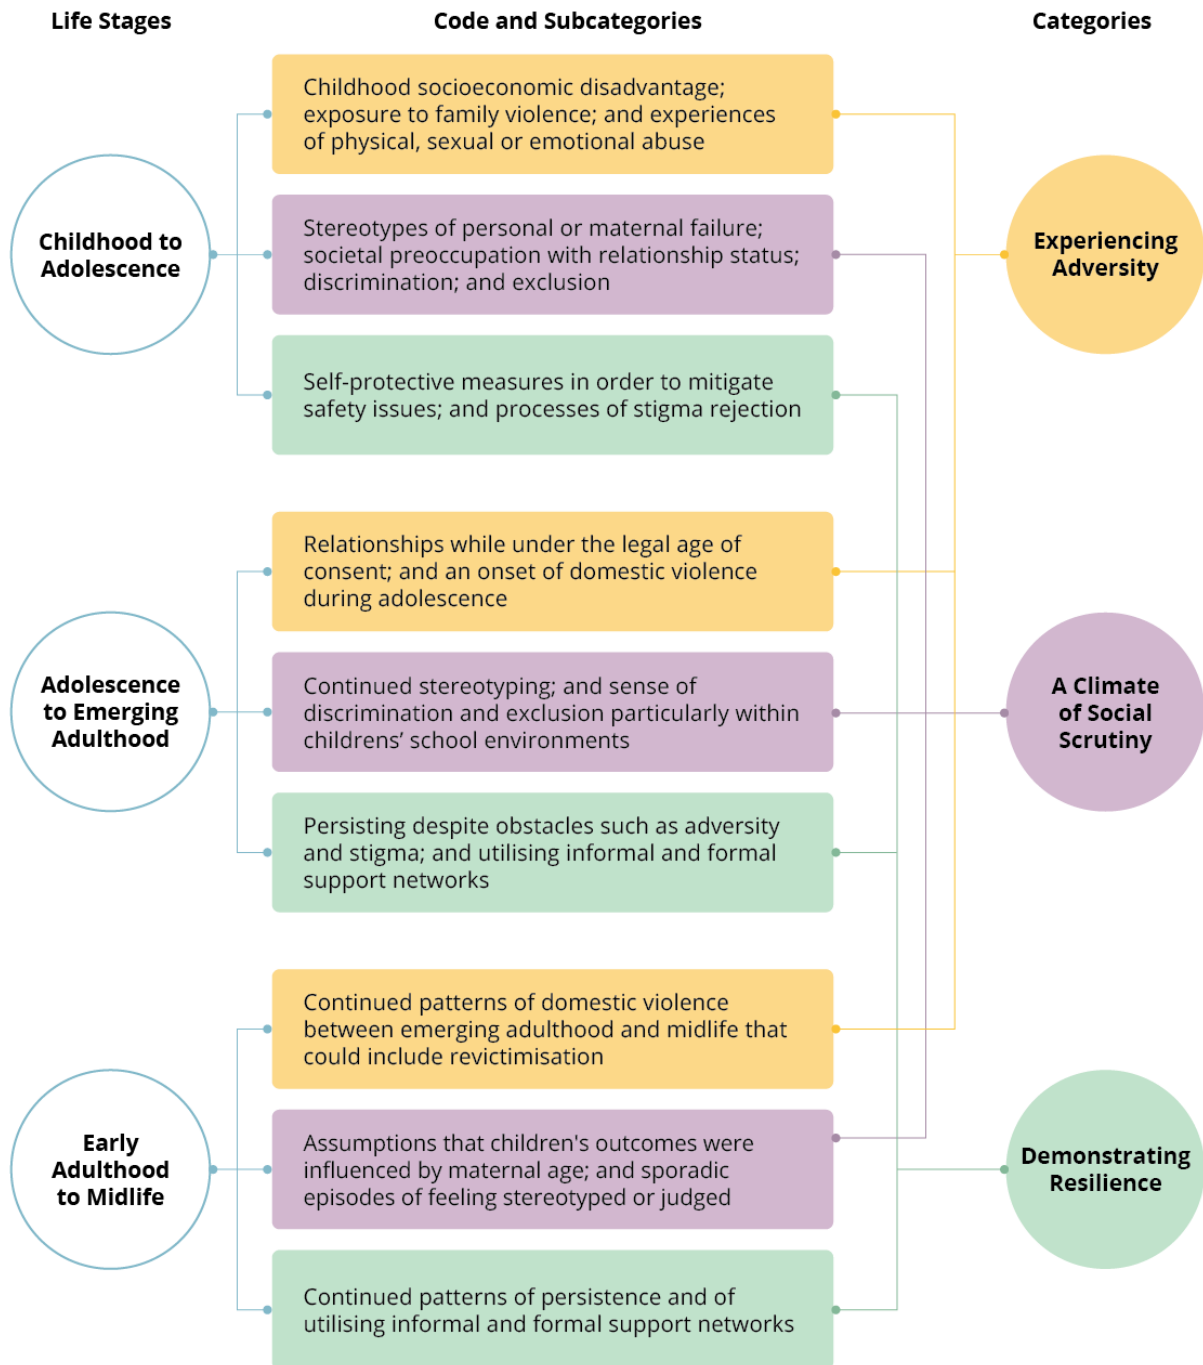 Life Stages
Code and Subcategories
Categories
Childhood to
Adolescence
Childhood socioeconomic disadvantage;
exposure to family violence; and experiences
of physical, sexual or emotional abuse
Stereotypes of personal or maternal failure;
societal preoccupation with relationship status;
discrimination; and exclusion
Self-protective measures in order to mitigate
safety issues; and processes of stigma rejection
Experiencing
Adversity
Adolescence
to Emerging
Adulthood
Relationships while under the legal age of
consent; and an onset of domestic violence
during adolescence
Continued stereotyping; and sense of
discrimination and exclusion particularly within
childrens’ school environments
Persisting despite obstacles such as adversity
and stigma; and utilising informal and formal
support networks
A Climate
of Social
Scrutiny
Early
Adulthood
to Midlife
Continued patterns of domestic violence
between emerging adulthood and midlife that
could include revictimisation
Assumptions that children's outcomes were
influenced by maternal age; and sporadic
episodes of feeling stereotyped or judged
Continued patterns of persistence and of
utilising informal and formal support networks
Demonstrating
Resilience